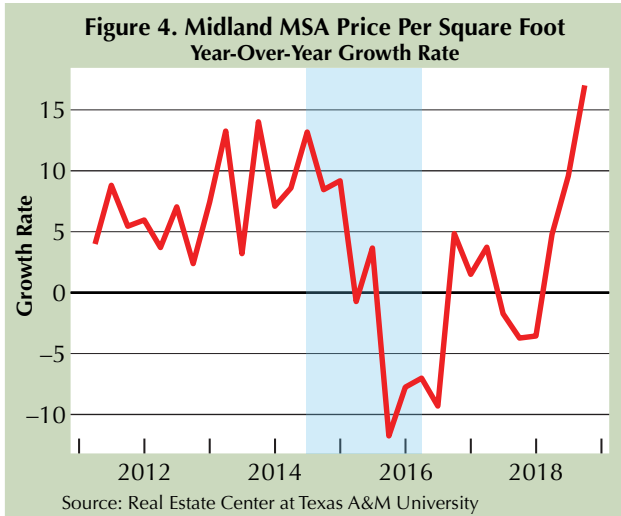 Figure 4. Midland MSA Price Per Square Foot
Year-Over-Year Growth Rate
Growth Rate
15
10
5
0
–5
–10
2012 2014 2016 2018
Source: Real Estate Center at Texas A&M University